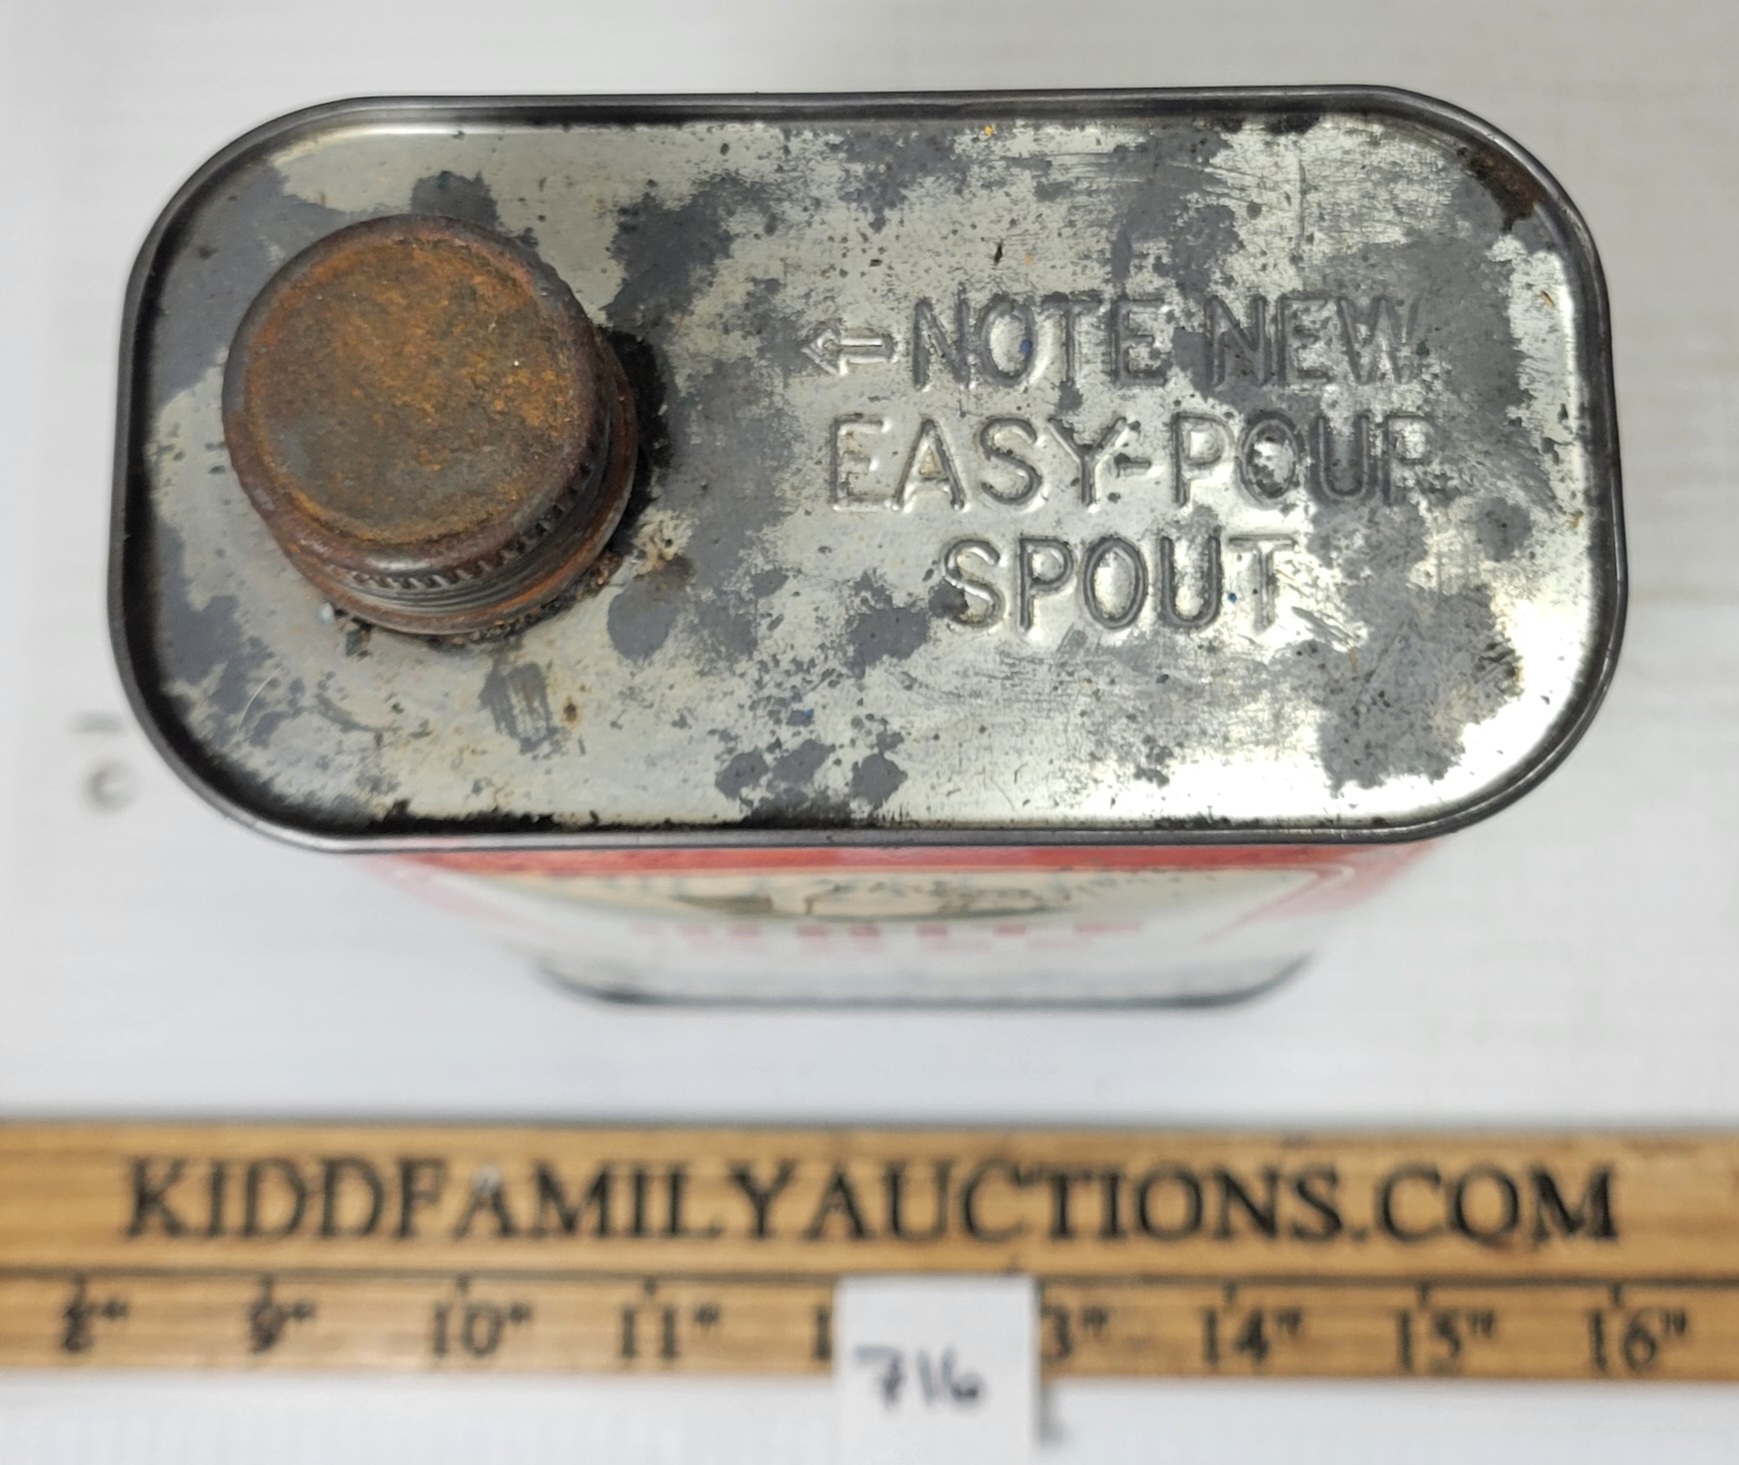 ⇦ NOTE NEW
EASY-POUR
SPOUT
KIDDFAMILYAUCTIONS.COM
9" 10" 11" 14" 15" 16"
716